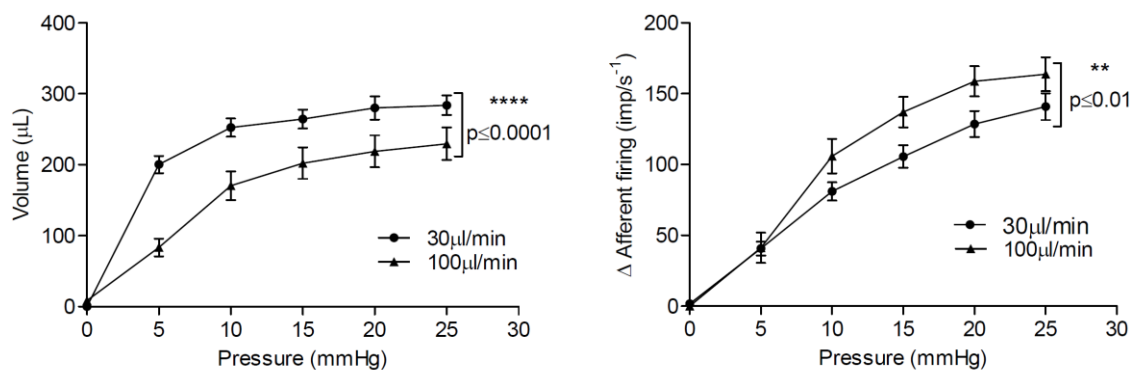 400
300
200
100
0
Volume (μL)
****
p≤0.0001
30μl/min
100μl/min
0 5 10 15 20 25 30
Pressure (mmHg)
200
150
100
50
0
Δ Afferent firing (imp/s⁻¹)
**
p≤0.01
30μl/min
100μl/min
0 5 10 15 20 25 30
Pressure (mmHg)